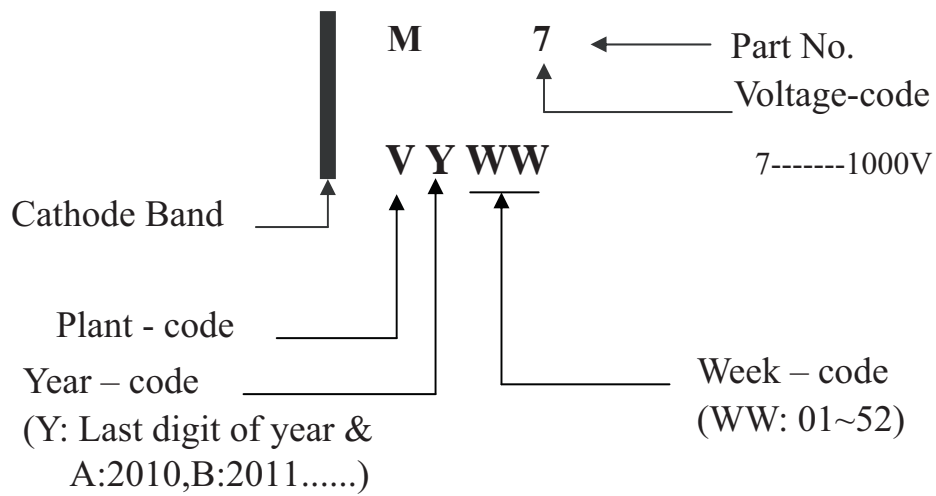 M 7 Part No.
Voltage-code
V Y WW 7-------1000V
Cathode Band
Plant - code
Year – code
(Y: Last digit of year &
A:2010,B:2011......)
Week – code
(WW: 01~52)